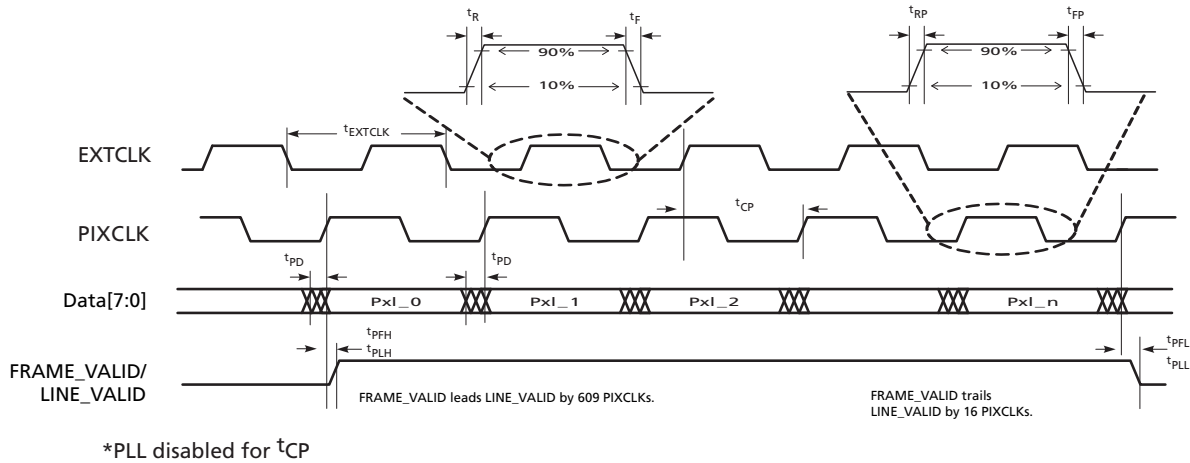 tR
tF
tRP
tFP
90%
10%
90%
10%
tEXTCLK
EXTCLK
tCP
PIXCLK
tPD
tPD
Data[7:0]
Pxl_0
Pxl_1
Pxl_2
Pxl_n
tPFH
tPLH
tPFL
tPLL
FRAME_VALID/
LINE_VALID
FRAME_VALID leads LINE_VALID by 609 PIXCLKs.
FRAME_VALID trails
LINE_VALID by 16 PIXCLKs.
*PLL disabled for tCP